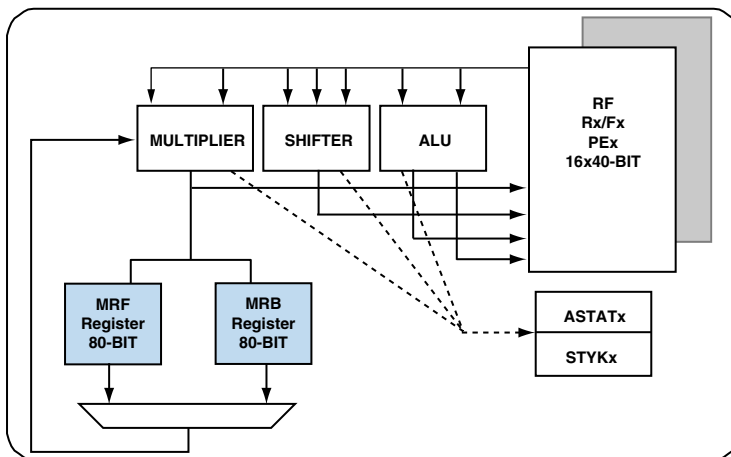 RF
Rx/Fx
PEx
16x40-BIT
MULTIPLIER
SHIFTER
ALU
MRF
Register
80-BIT
MRB
Register
80-BIT
ASTATx
STYKx